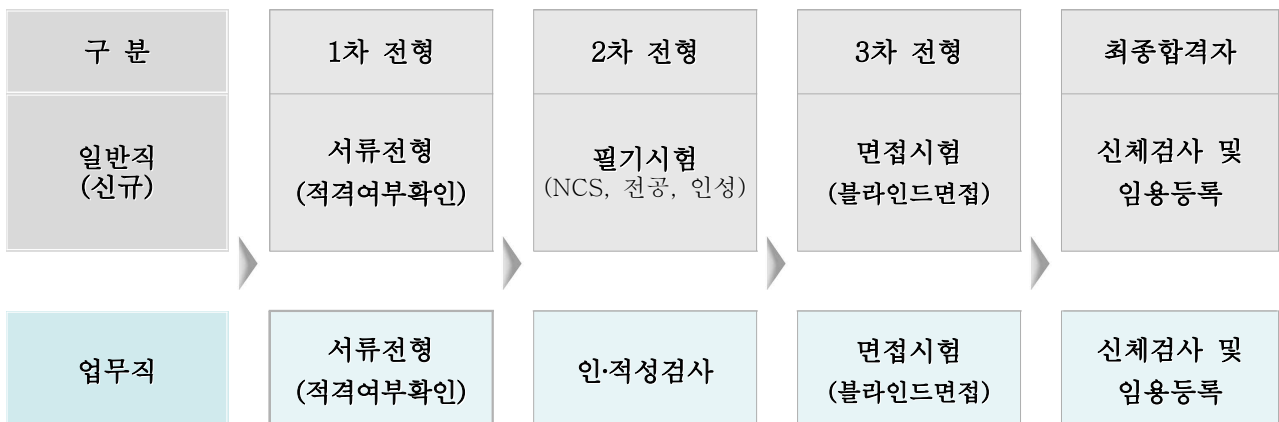 구 분
1차 전형
2차 전형
3차 전형
최종합격자
일반직
(신규)
서류전형
(적격여부확인)
필기시험
(NCS, 전공, 인성)
면접시험
(블라인드면접)
신체검사 및
임용등록
업무직
서류전형
(적격여부확인)
인·적성검사
면접시험
(블라인드면접)
신체검사 및
임용등록